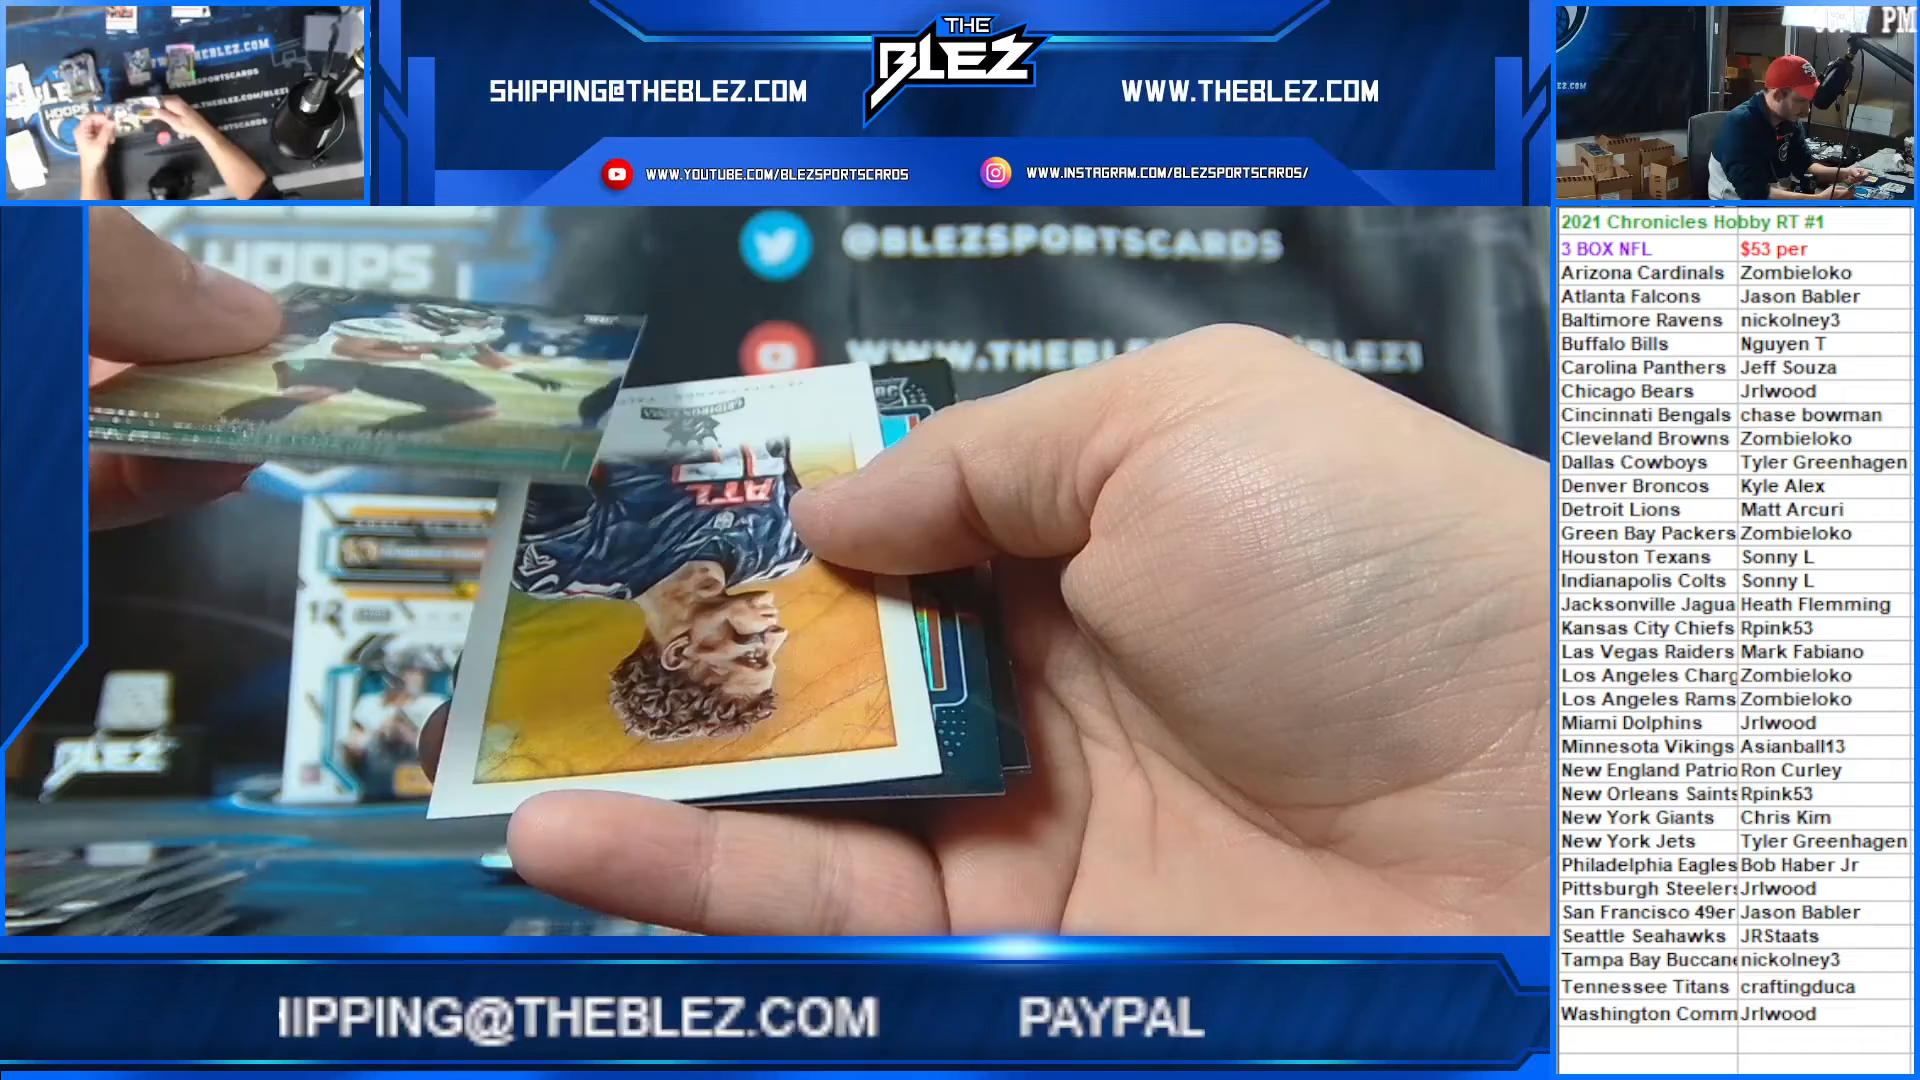 THE
BLEZ
SHIPPING@THEBLEZ.COM
WWW.THEBLEZ.COM
WWW.YOUTUBE.COM/BLEZSPORTSCARDS
WWW.INSTAGRAM.COM/BLEZSPORTSCARDS/
PM
HOOPS
@BLEZSPORTSCARDS
ATL
12
BLEZ
2021 Chronicles Hobby RT #1
3 BOX NFL $53 per
Arizona Cardinals Zombieloko
Atlanta Falcons Jason Babler
Baltimore Ravens nickolney3
Buffalo Bills Nguyen T
Carolina Panthers Jeff Souza
Chicago Bears Jrlwood
Cincinnati Bengals chase bowman
Cleveland Browns Zombieloko
Dallas Cowboys Tyler Greenhagen
Denver Broncos Kyle Alex
Detroit Lions Matt Arcuri
Green Bay Packers Zombieloko
Houston Texans Sonny L
Indianapolis Colts Sonny L
Jacksonville Jagua Heath Flemming
Kansas City Chiefs Rpink53
Las Vegas Raiders Mark Fabiano
Los Angeles Charg Zombieloko
Los Angeles Rams Zombieloko
Miami Dolphins Jrlwood
Minnesota Vikings Asianball13
New England Patrio Ron Curley
New Orleans Saints Rpink53
New York Giants Chris Kim
New York Jets Tyler Greenhagen
Philadelphia Eagles Bob Haber Jr
Pittsburgh Steelers Jrlwood
San Francisco 49er Jason Babler
Seattle Seahawks JRStaats
Tampa Bay Buccane nickolney3
Tennessee Titans craftingduca
Washington Comm Jrlwood
IIPPING@THEBLEZ.COM PAYPAL